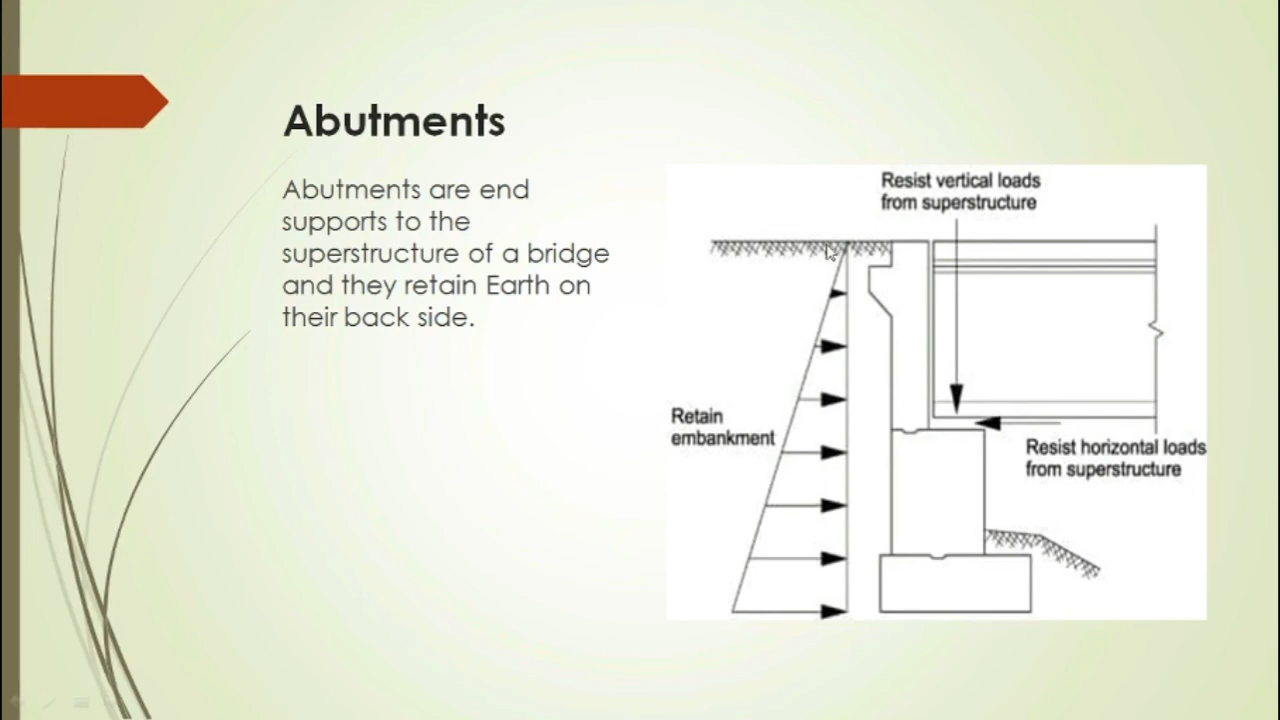 Abutments
Abutments are end
supports to the
superstructure of a bridge
and they retain Earth on
their back side.
Resist vertical loads
from superstructure
Retain
embankment
Resist horizontal loads
from superstructure